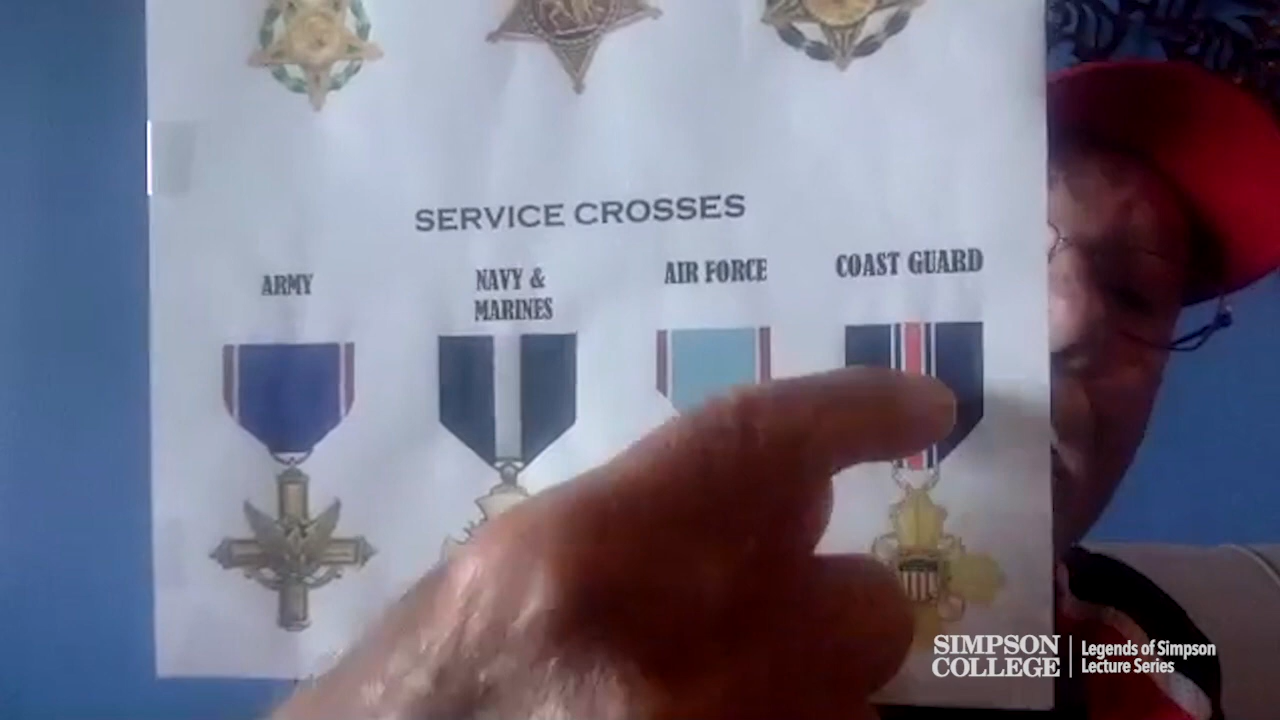 SERVICE CROSSES
ARMY
NAVY &
MARINES
AIR FORCE
COAST GUARD
SIMPSON
COLLEGE
Legends of Simpson
Lecture Series